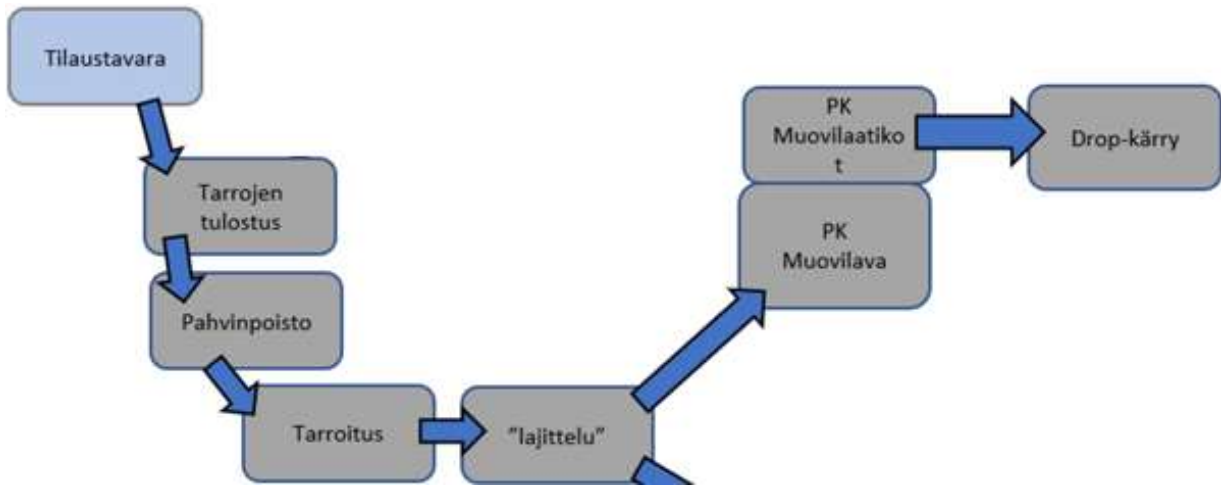 Tilaustavara
Tarrojen
tulostus
Pahvinpoisto
Tarroitus
"lajittelu"
PK
Muovilaatiko
t
PK
Muovilava
Drop-kärry